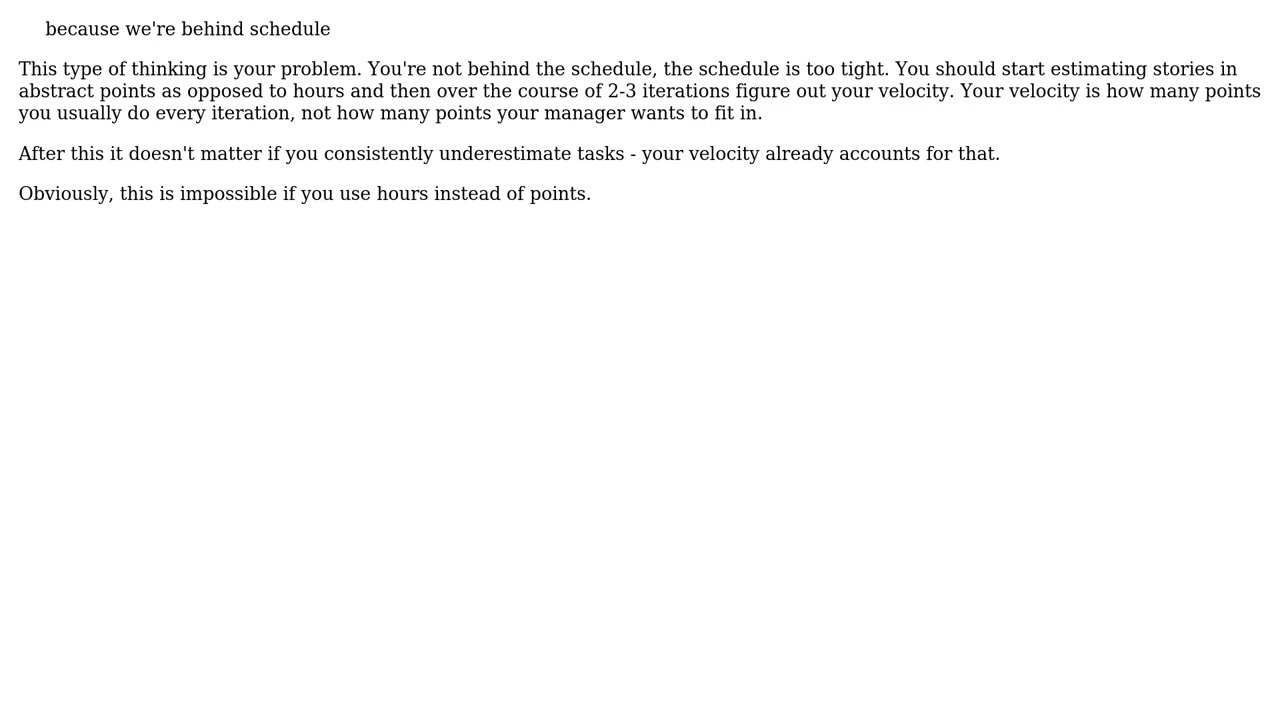 because we're behind schedule
This type of thinking is your problem. You're not behind the schedule, the schedule is too tight. You should start estimating stories in
abstract points as opposed to hours and then over the course of 2-3 iterations figure out your velocity. Your velocity is how many points
you usually do every iteration, not how many points your manager wants to fit in.
After this it doesn't matter if you consistently underestimate tasks - your velocity already accounts for that.
Obviously, this is impossible if you use hours instead of points.